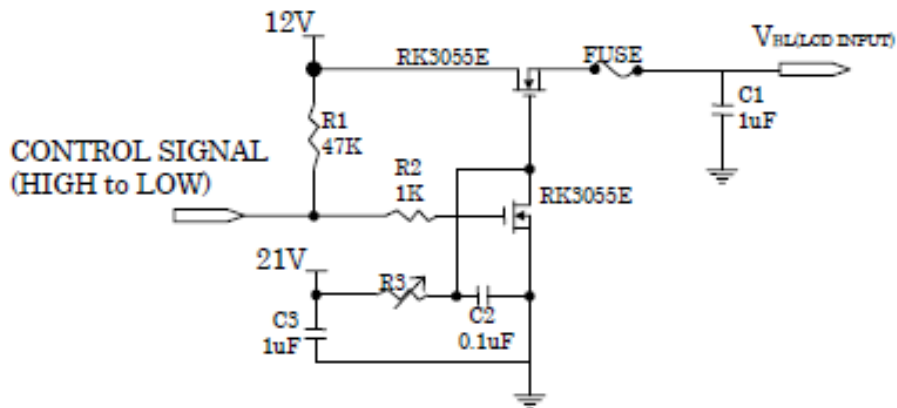 12V
RK3055E
FUSE
VBL(LCD INPUT)
R1
47K
C1
1uF
CONTROL SIGNAL
(HIGH to LOW)
R2
1K
RK3055E
21V
R3
C2
0.1uF
C3
1uF